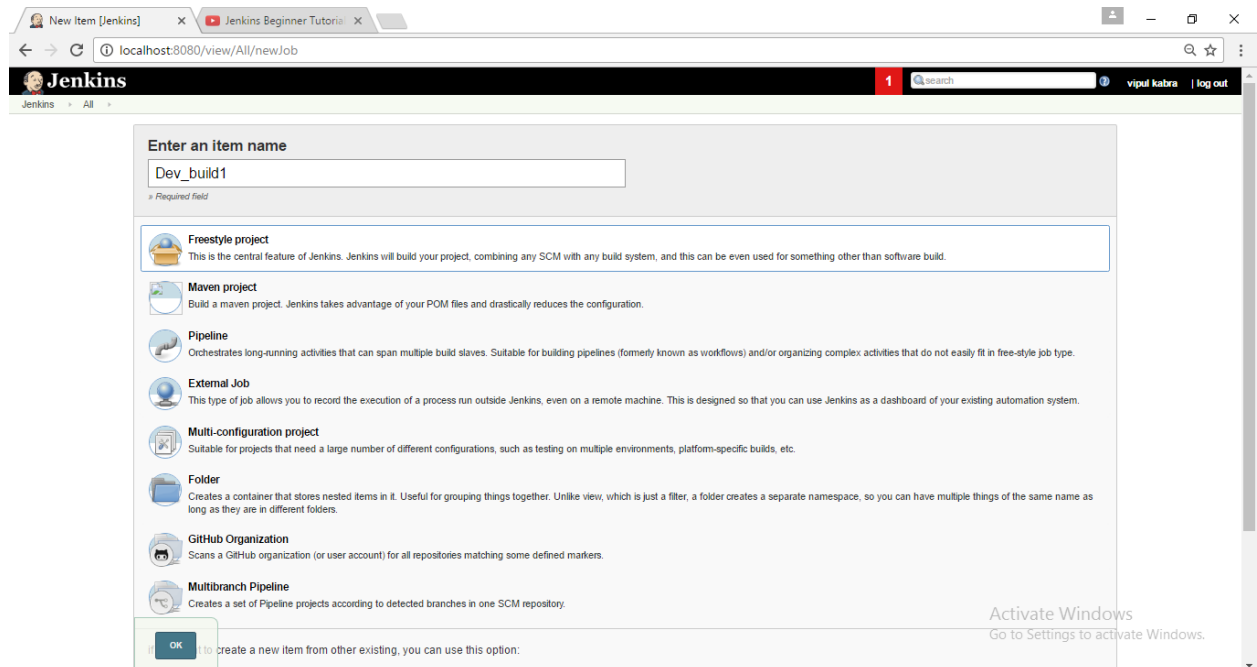 New Item [Jenkins]
Jenkins Beginner Tutorial
localhost:8080/view/All/newJob
Jenkins
1
search
vipul kabra | log out
Jenkins All
Enter an item name
Dev_build1
» Required field
Freestyle project
This is the central feature of Jenkins. Jenkins will build your project, combining any SCM with any build system, and this can be even used for something other than software build.
Maven project
Build a maven project. Jenkins takes advantage of your POM files and drastically reduces the configuration.
Pipeline
Orchestrates long-running activities that can span multiple build slaves. Suitable for building pipelines (formerly known as workflows) and/or organizing complex activities that do not easily fit in free-style job type.
External Job
This type of job allows you to record the execution of a process run outside Jenkins, even on a remote machine. This is designed so that you can use Jenkins as a dashboard of your existing automation system.
Multi-configuration project
Suitable for projects that need a large number of different configurations, such as testing on multiple environments, platform-specific builds, etc.
Folder
Creates a container that stores nested items in it. Useful for grouping things together. Unlike view, which is just a filter, a folder creates a separate namespace, so you can have multiple things of the same name as
long as they are in different folders.
GitHub Organization
Scans a GitHub organization (or user account) for all repositories matching some defined markers.
Multibranch Pipeline
Creates a set of Pipeline projects according to detected branches in one SCM repository.
Activate Windows
Go to Settings to activate Windows.
OK
to create a new item from other existing, you can use this option: